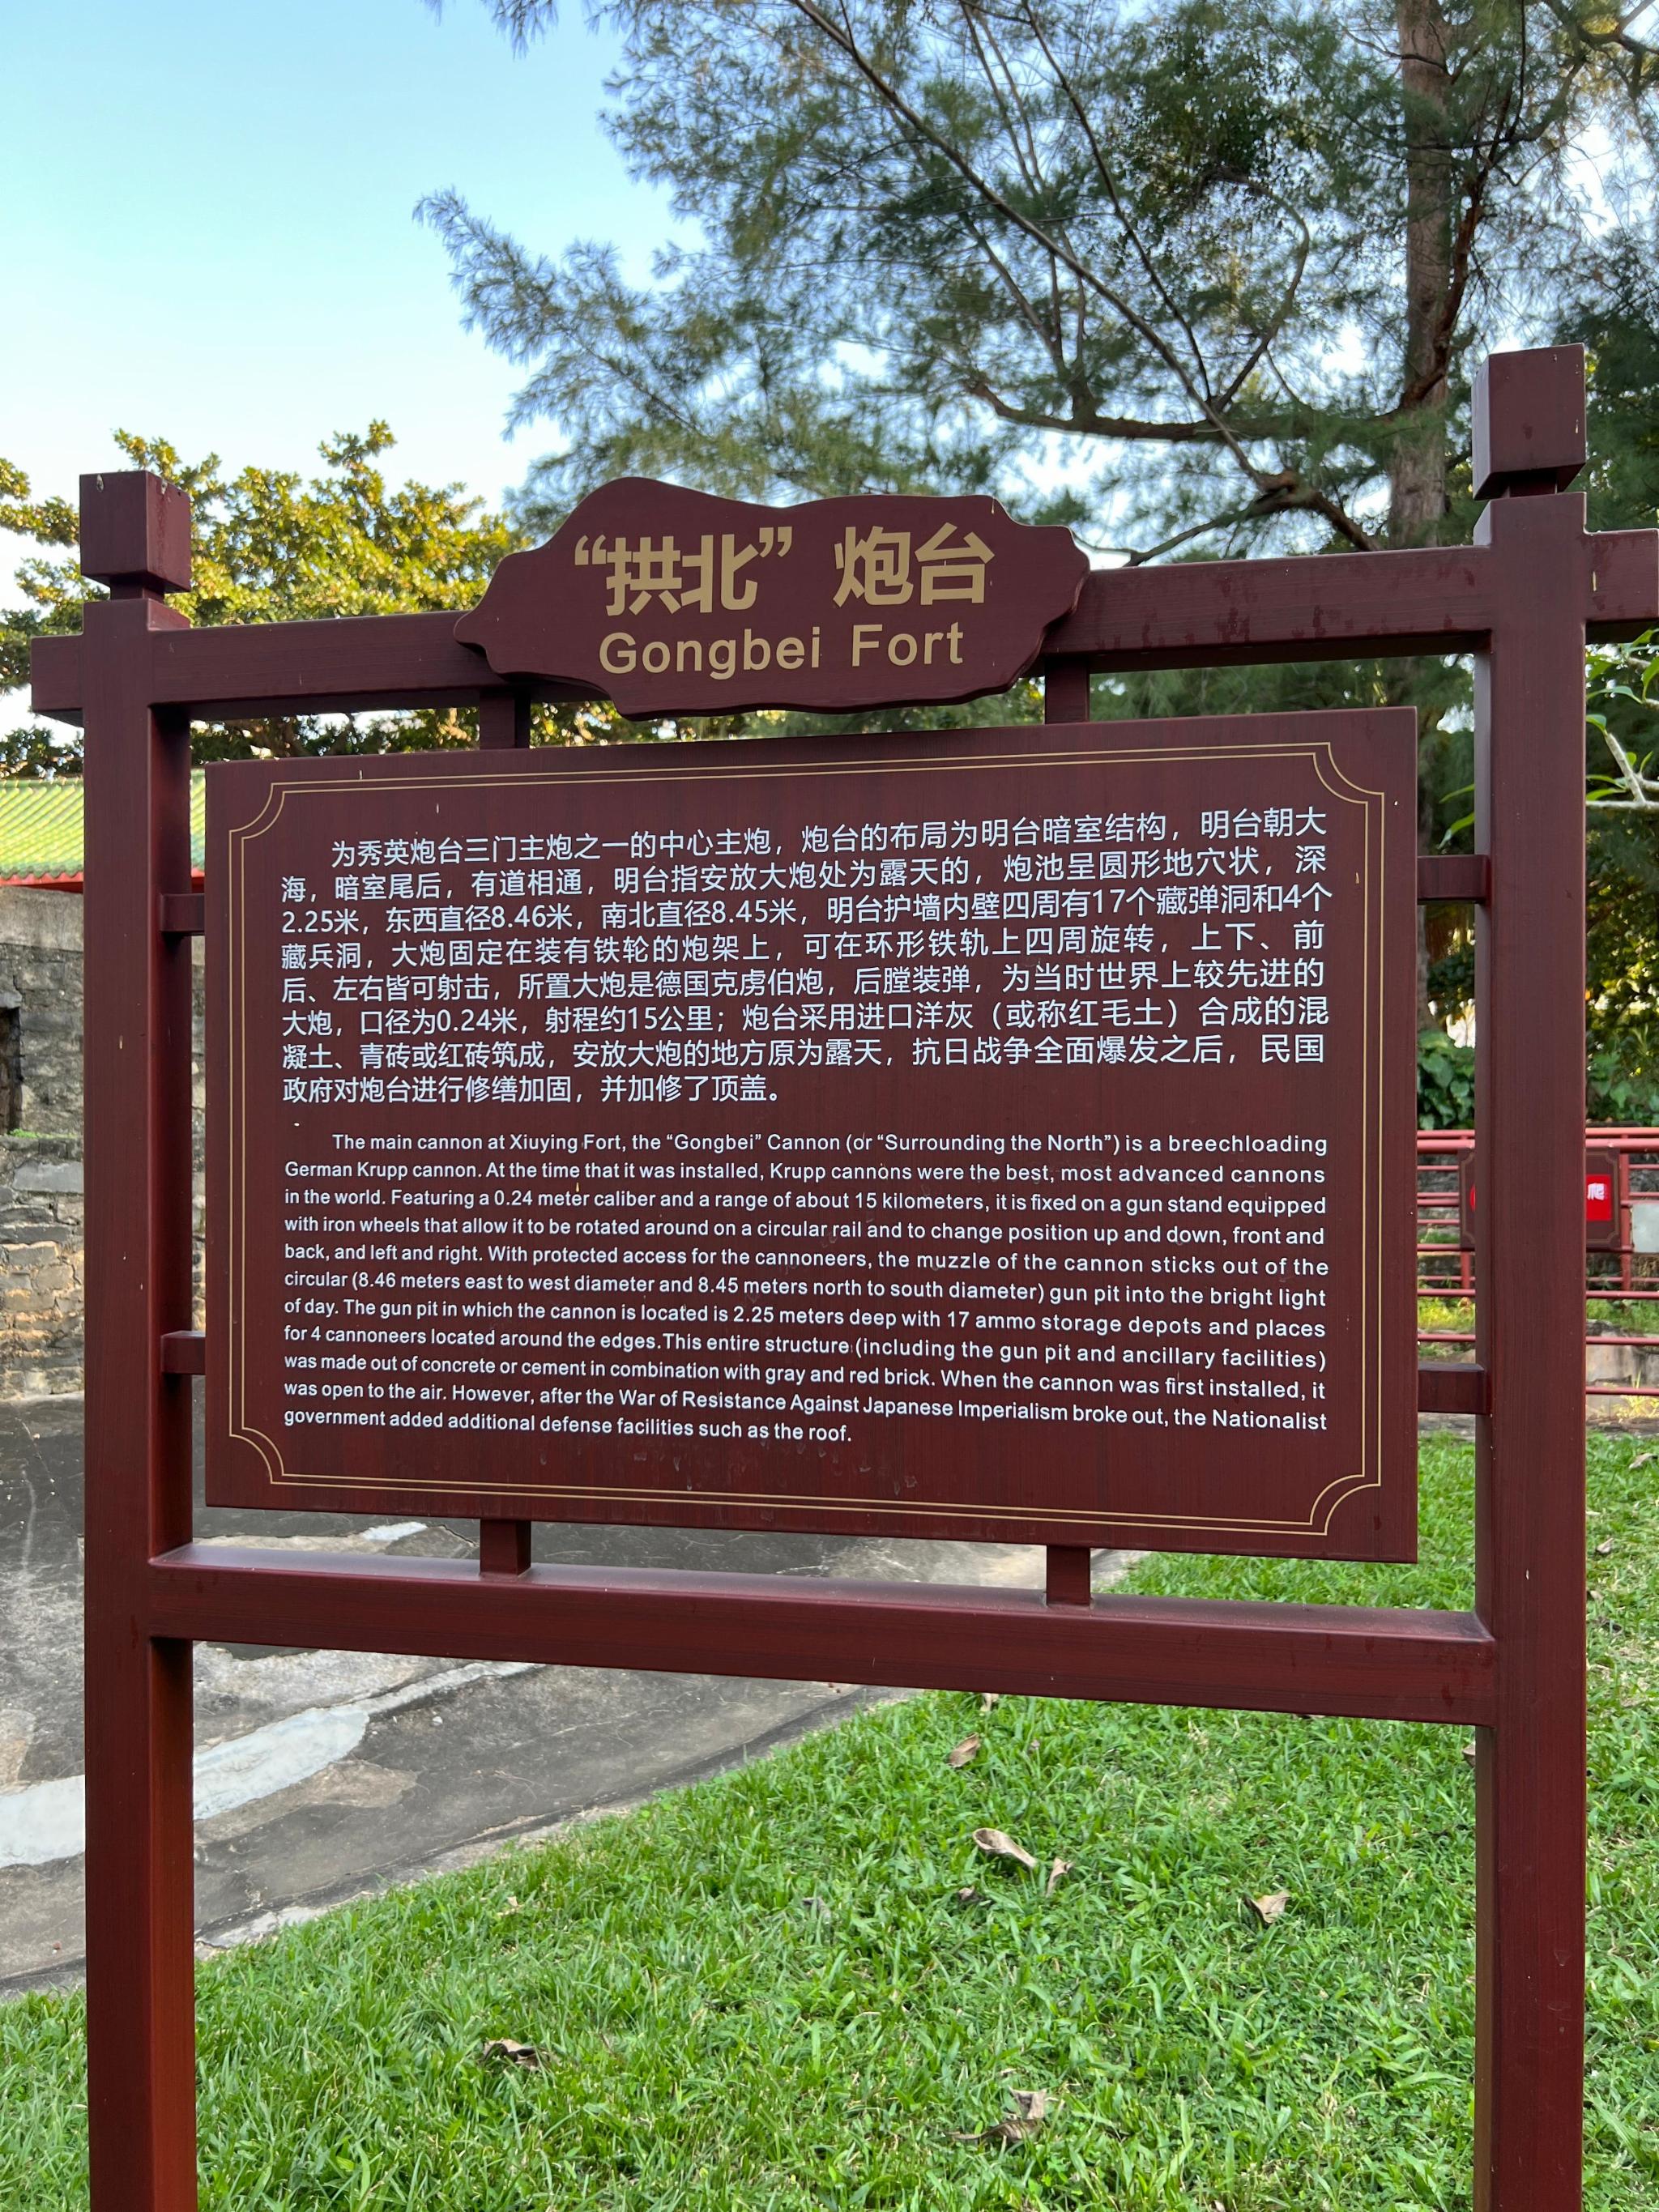 “拱北”炮台
Gongbei Fort
为秀英炮台三门主炮之一的中心主炮，炮台的布局为明台暗室结构，明台朝大
海，暗室尾后，有道相通，明台指安放大炮处为露天的，炮池呈圆形地穴状，深
2.25米，东西直径8.46米，南北直径8.45米，明台护墙内壁四周有17个藏弹洞和4个
藏兵洞，大炮固定在装有铁轮的炮架上，可在环形铁轨上四周旋转，上下、前
后、左右皆可射击，所置大炮是德国克虏伯炮，后膛装弹，为当时世界上较先进的
大炮，口径为0.24米，射程约15公里；炮台采用进口洋灰（或称红毛土）合成的混
凝土、青砖或红砖筑成，安放大炮的地方原为露天，抗日战争全面爆发之后，民国
政府对炮台进行修缮加固，并加修了顶盖。
The main cannon at Xiuying Fort, the “Gongbei” Cannon (or “Surrounding the North”) is a breechloading
German Krupp cannon. At the time that it was installed, Krupp cannons were the best, most advanced cannons
in the world. Featuring a 0.24 meter caliber and a range of about 15 kilometers, it is fixed on a gun stand equipped
with iron wheels that allow it to be rotated around on a circular rail and to change position up and down, front and
back, and left and right. With protected access for the cannoneers, the muzzle of the cannon sticks out of the
circular (8.46 meters east to west diameter and 8.45 meters north to south diameter) gun pit into the bright light
of day. The gun pit in which the cannon is located is 2.25 meters deep with 17 ammo storage depots and places
for 4 cannoneers located around the edges.This entire structure (including the gun pit and ancillary facilities)
was made out of concrete or cement in combination with gray and red brick. When the cannon was first installed, it
was open to the air. However, after the War of Resistance Against Japanese Imperialism broke out, the Nationalist
government added additional defense facilities such as the roof.
爬